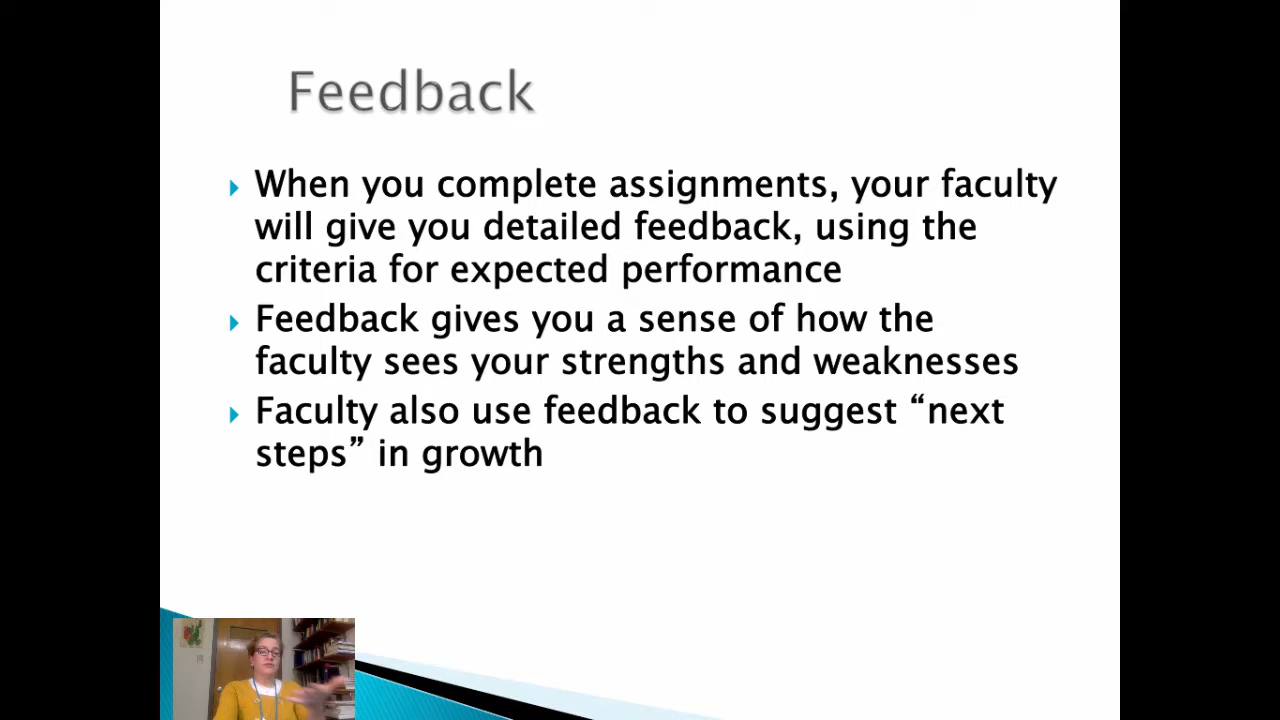 Feedback
When you complete assignments, your faculty
will give you detailed feedback, using the
criteria for expected performance
Feedback gives you a sense of how the
faculty sees your strengths and weaknesses
Faculty also use feedback to suggest “next
steps” in growth